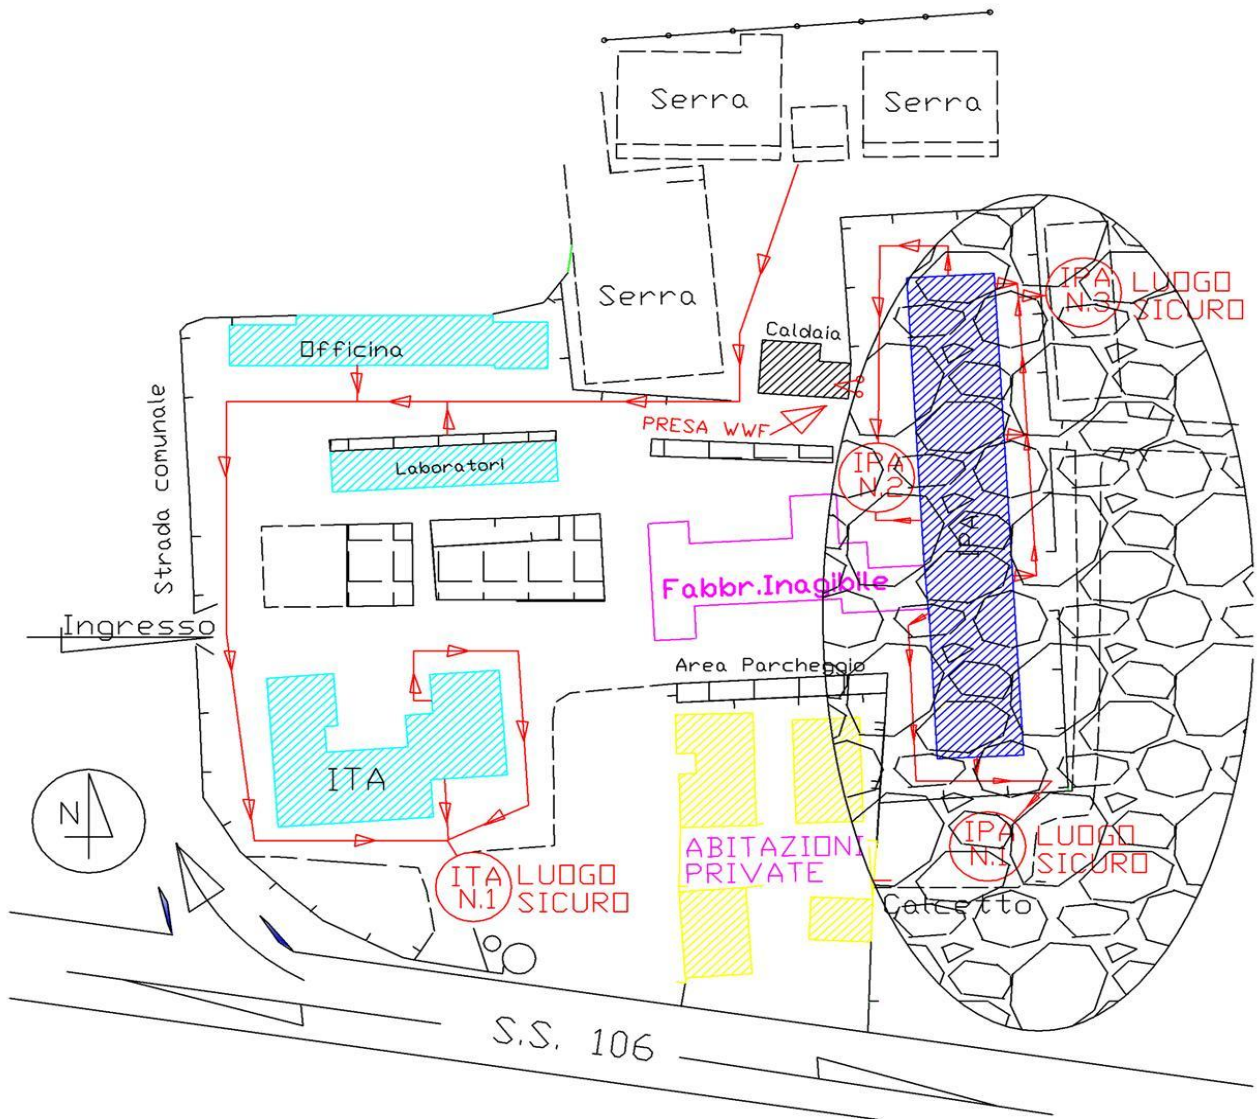 Serra
Serra
Serra
IPA
N.3
LUOGO
SICURO
Officina
Caldaia
PRESA WWF
Strada comunale
Laboratori
IPA
N.2
IPA
Fabbr.Inagibile
Ingresso
Area Parcheggio
ITA
N
IPA
N.1
LUOGO
SICURO
ABITAZIONI
PRIVATE
ITA
N.1
LUOGO
SICURO
Calcetto
S.S. 106